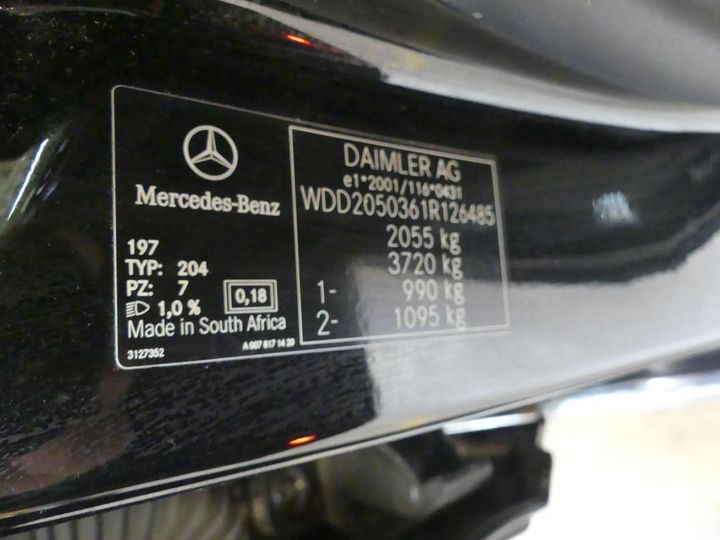 Mercedes-Benz
197
TYP: 204
PZ: 7
1,0 %
0,18
Made in South Africa
3127352
A 007 817 14 20
DAIMLER AG
e1*2001/116*0431
WDD2050361R126485
2055 kg
3720 kg
1- 990 kg
2- 1095 kg